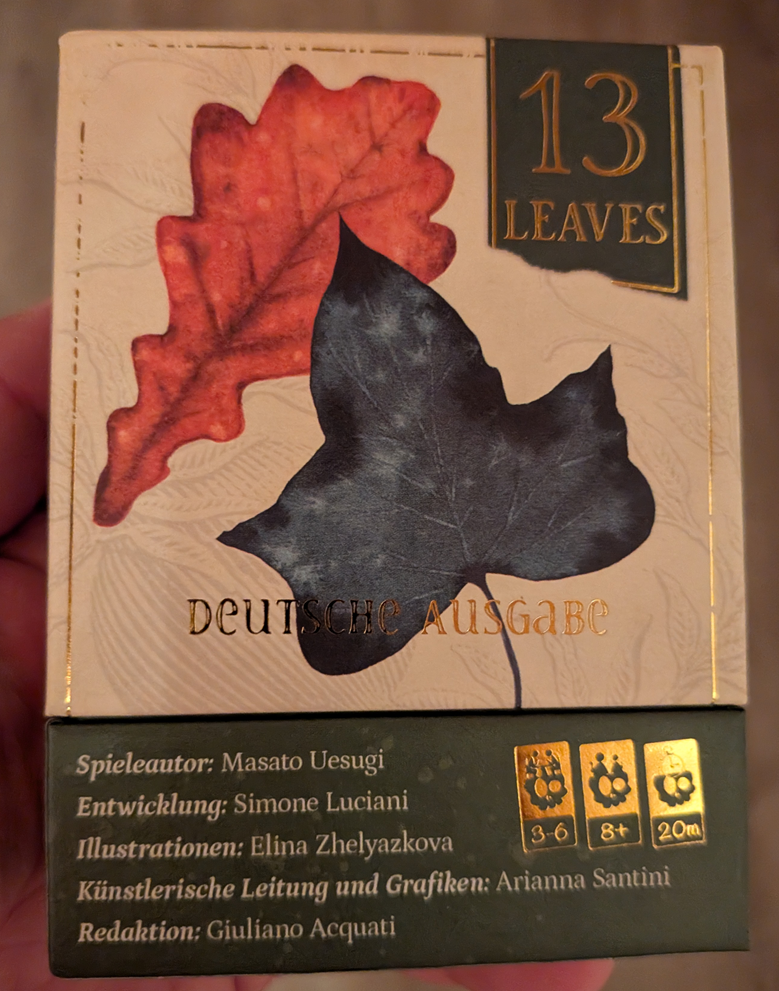 13
LEAVES
Deutsche Ausgabe
Spieleautor: Masato Uesugi
Entwicklung: Simone Luciani
Illustrationen: Elina Zhelyazkova
Künstlerische Leitung und Grafiken: Arianna Santini
Redaktion: Giuliano Acquati
3-6 8+ 20m